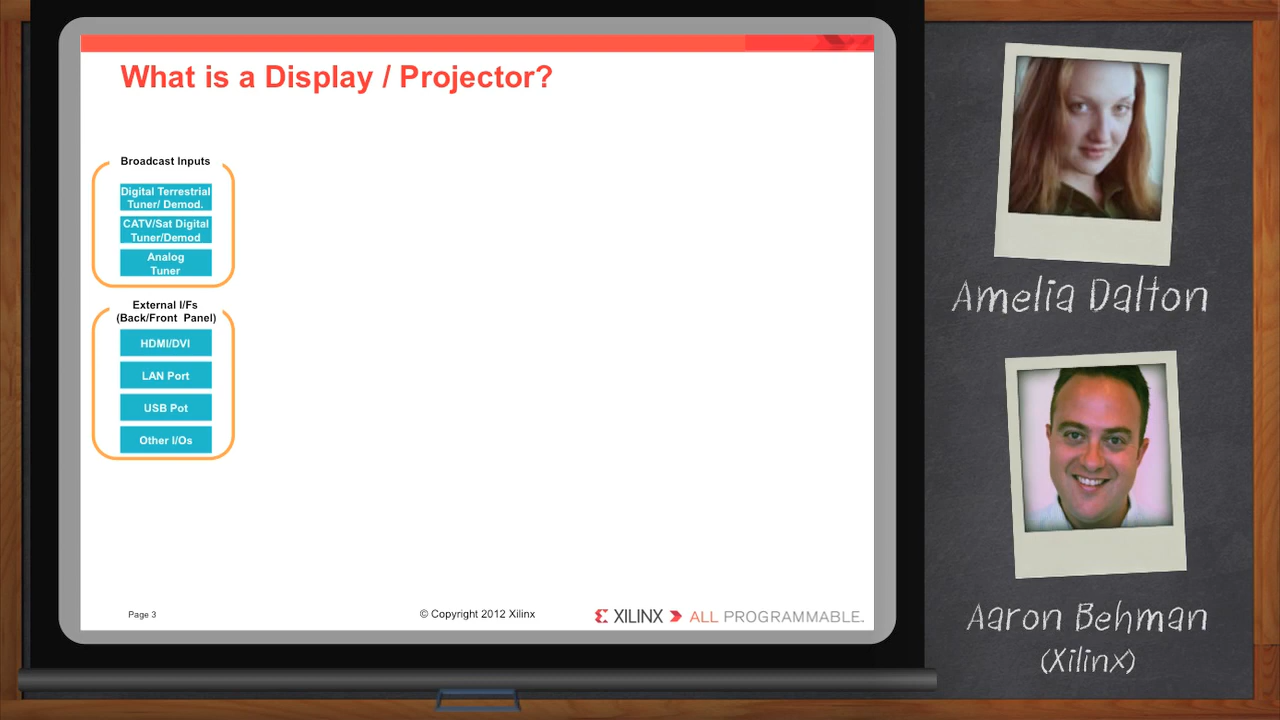 What is a Display / Projector?
Broadcast Inputs
Digital Terrestrial
Tuner/ Demod.
CATV/Sat Digital
Tuner/Demod
Analog
Tuner
External I/Fs
(Back/Front Panel)
HDMI/DVI
LAN Port
USB Pot
Other I/Os
Page 3
© Copyright 2012 Xilinx
XILINX ALL PROGRAMMABLE.
Amelia Dalton
Aaron Behman
(Xilinx)